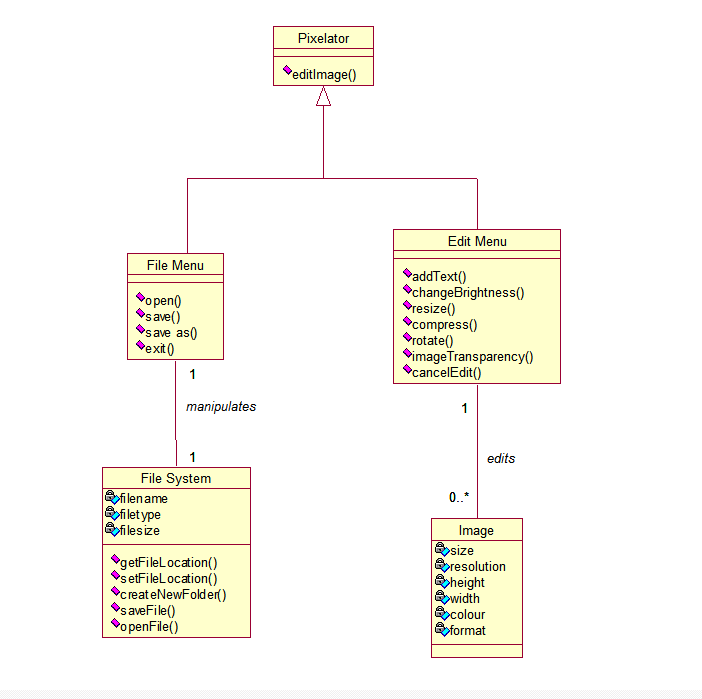 Pixelator
editImage()
File Menu
open()
save()
save as()
exit()
Edit Menu
addText()
changeBrightness()
resize()
compress()
rotate()
imageTransparency()
cancelEdit()
1
manipulates
1
1
edits
0..*
File System
filename
filetype
filesize
getFileLocation()
setFileLocation()
createNewFolder()
saveFile()
openFile()
Image
size
resolution
height
width
colour
format